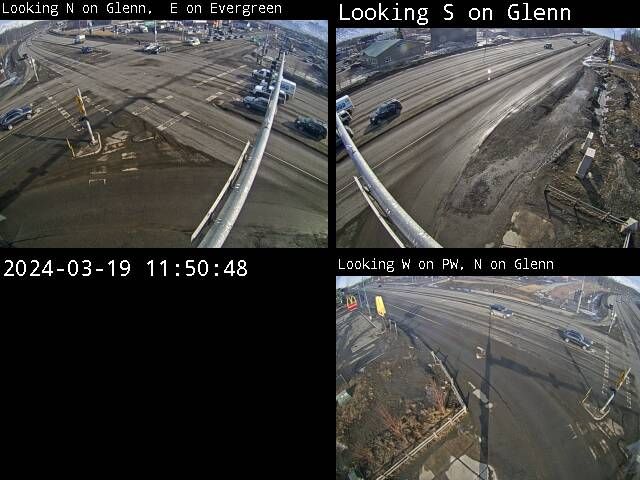 Looking N on Glenn, E on Evergreen
Looking S on Glenn
2024-03-19 11:50:48
Looking W on PW, N on Glenn